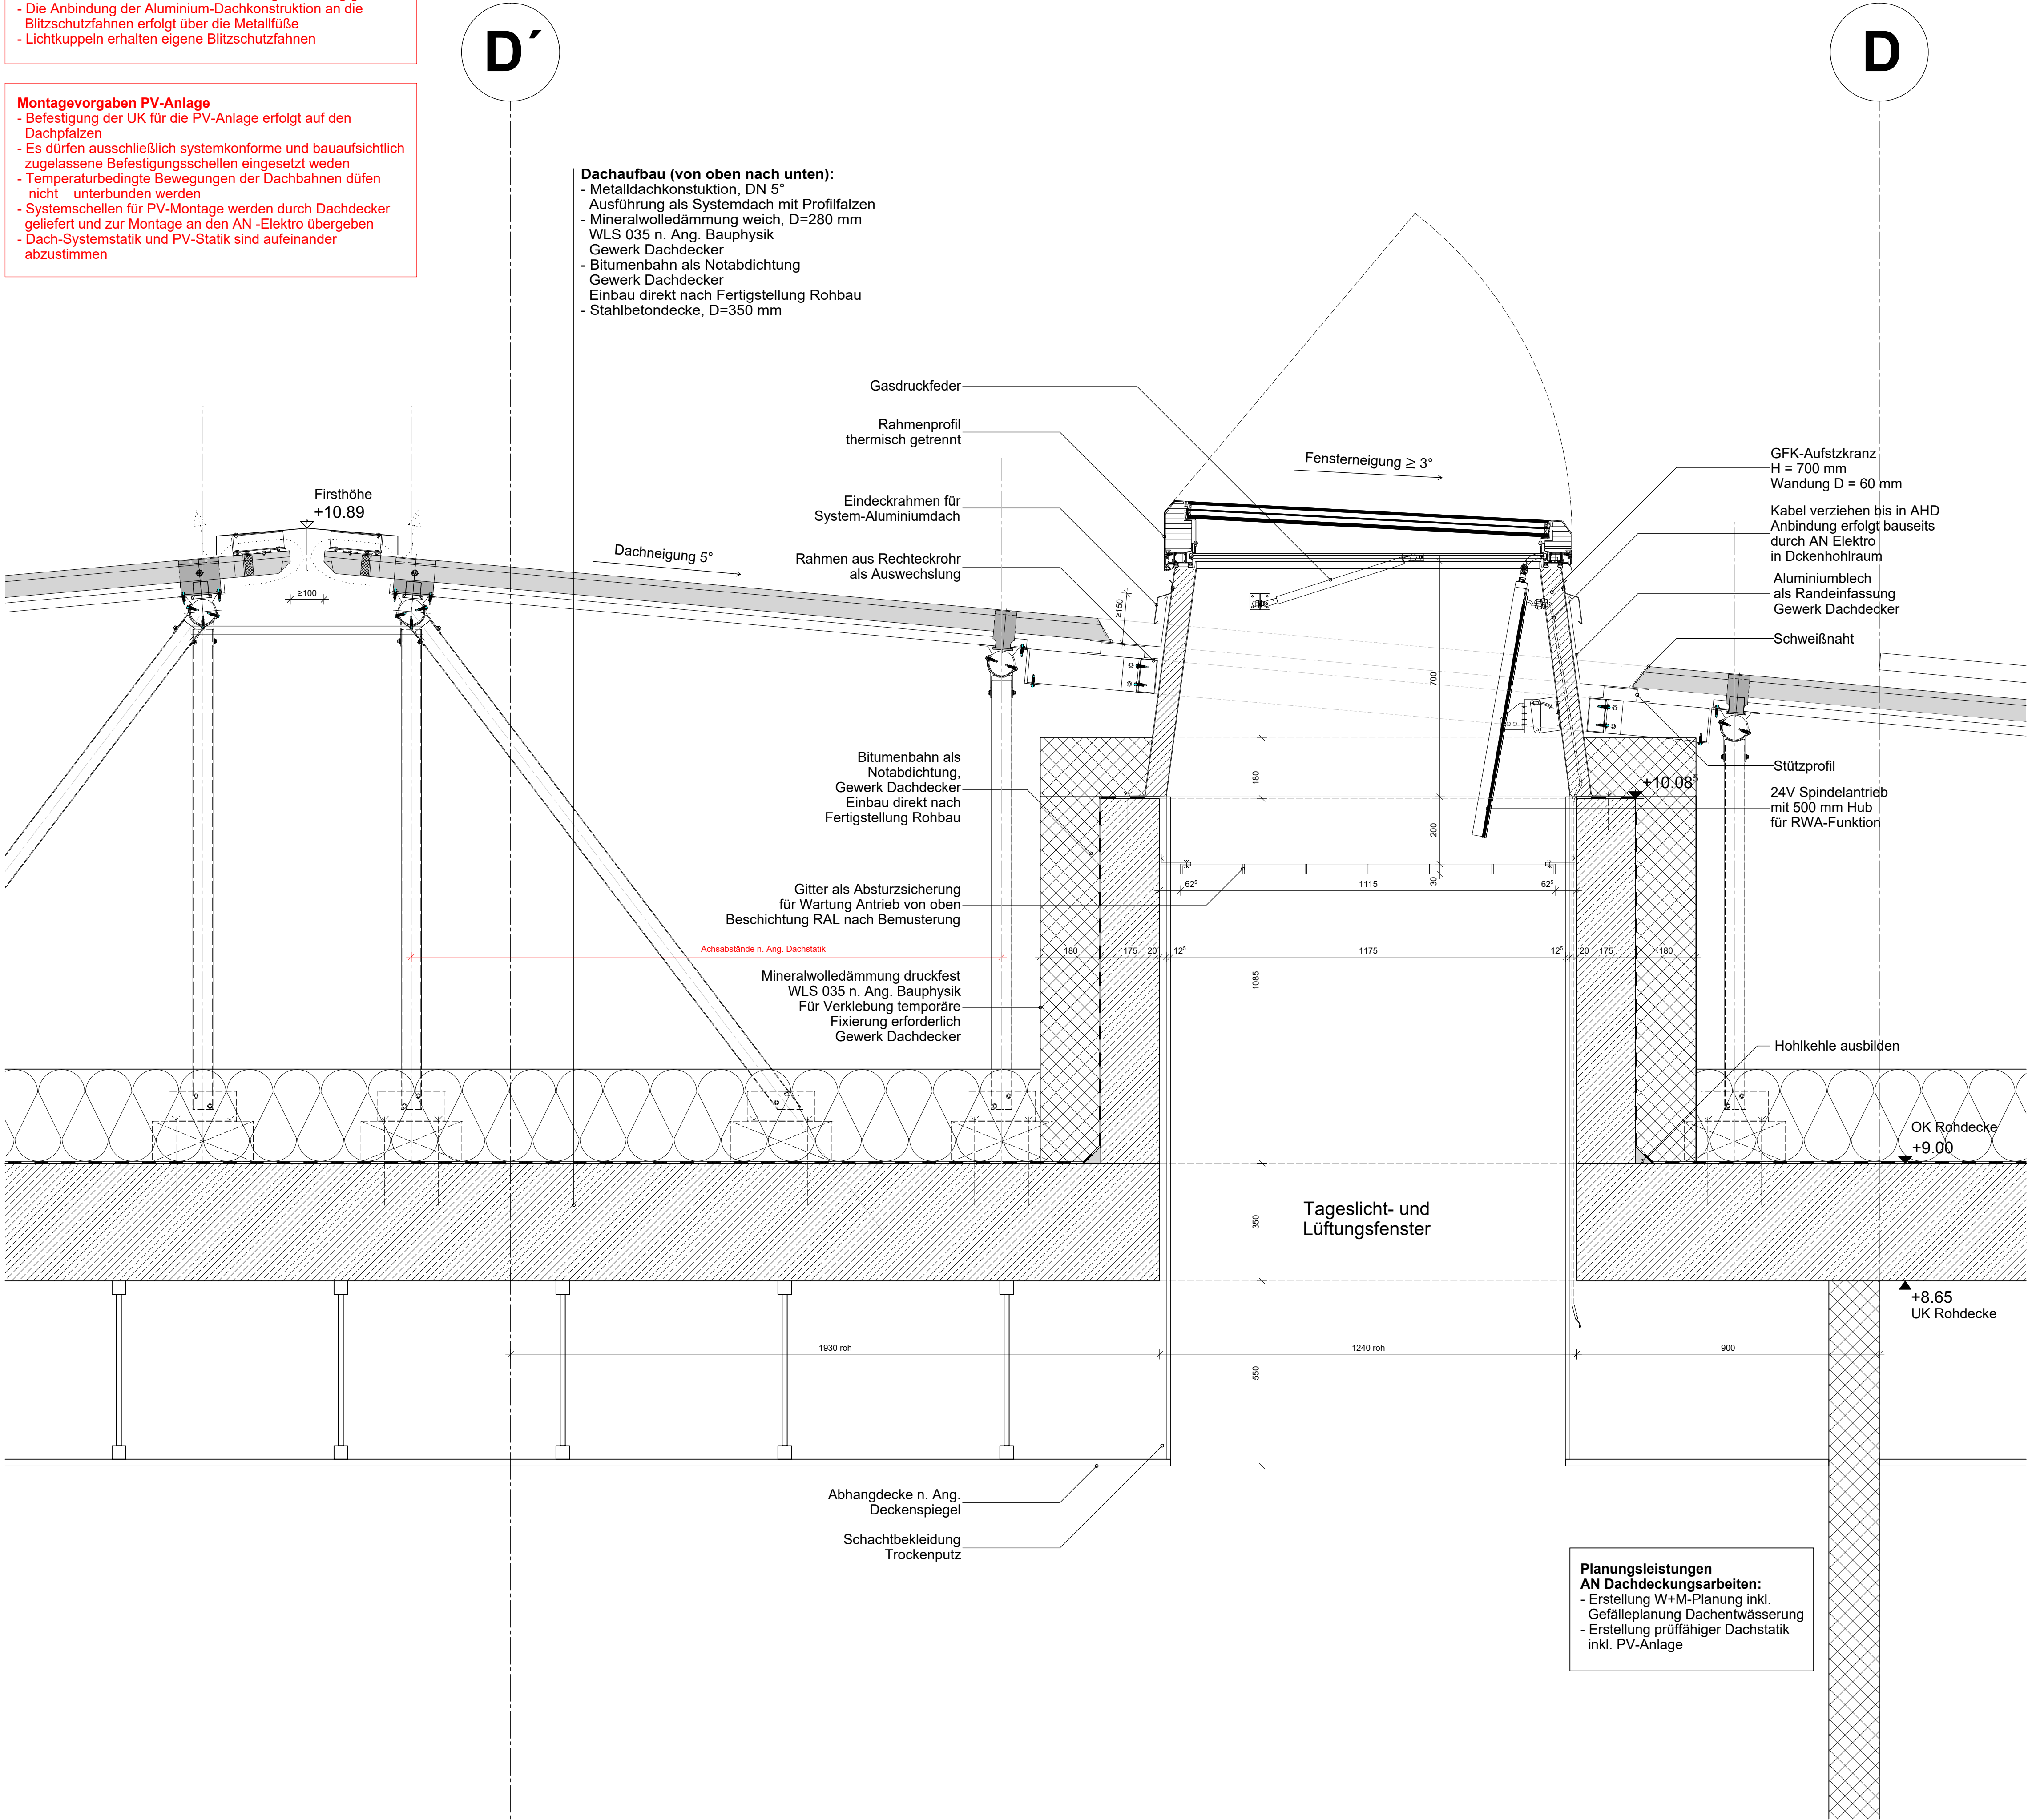 - Die Anbindung der Aluminium-Dachkonstruktion an die
Blitzschutzfahnen erfolgt über die Metallfüße
- Lichtkuppeln erhalten eigene Blitzschutzfahnen
D´
D
Montagevorgaben PV-Anlage
- Befestigung der UK für die PV-Anlage erfolgt auf den
Dachpfalzen
- Es dürfen ausschließlich systemkonforme und bauaufsichtlich
zugelassene Befestigungsschellen eingesetzt weden
- Temperaturbedingte Bewegungen der Dachbahnen düfen
nicht unterbunden werden
- Systemschellen für PV-Montage werden durch Dachdecker
geliefert und zur Montage an den AN -Elektro übergeben
- Dach-Systemstatik und PV-Statik sind aufeinander
abzustimmen
Dachaufbau (von oben nach unten):
- Metalldachkonstuktion, DN 5°
Ausführung als Systemdach mit Profilfalzen
- Mineralwolledämmung weich, D=280 mm
WLS 035 n. Ang. Bauphysik
Gewerk Dachdecker
- Bitumenbahn als Notabdichtung
Gewerk Dachdecker
Einbau direkt nach Fertigstellung Rohbau
- Stahlbetondecke, D=350 mm
Gasdruckfeder
Rahmenprofil
thermisch getrennt
Eindeckrahmen für
System-Aluminiumdach
Rahmen aus Rechteckrohr
als Auswechslung
Firsthöhe
+10.89
≥100
Dachneigung 5°
Fensterneigung ≥ 3°
≥150
GFK-Aufstzkranz
H = 700 mm
Wandung D = 60 mm
Kabel verziehen bis in AHD
Anbindung erfolgt bauseits
durch AN Elektro
in Dckenhohlraum
Aluminiumblech
als Randeinfassung
Gewerk Dachdecker
Schweißnaht
Stützprofil
24V Spindelantrieb
mit 500 mm Hub
für RWA-Funktion
+10.08⁵
700
180
200
30
Bitumenbahn als
Notabdichtung,
Gewerk Dachdecker
Einbau direkt nach
Fertigstellung Rohbau
Gitter als Absturzsicherung
für Wartung Antrieb von oben
Beschichtung RAL nach Bemusterung
62⁵ 1115 62⁵
Achsabstände n. Ang. Dachstatik
180 175 20 12⁵ 1175 12⁵ 20 175 180
1085
Mineralwolledämmung druckfest
WLS 035 n. Ang. Bauphysik
Für Verklebung temporäre
Fixierung erforderlich
Gewerk Dachdecker
Hohlkehle ausbilden
OK Rohdecke
+9.00
350
Tageslicht- und
Lüftungsfenster
+8.65
UK Rohdecke
1930 roh 1240 roh 900
550
Abhangdecke n. Ang.
Deckenspiegel
Schachtbekleidung
Trockenputz
Planungsleistungen
AN Dachdeckungsarbeiten:
- Erstellung W+M-Planung inkl.
Gefälleplanung Dachentwässerung
- Erstellung prüffähiger Dachstatik
inkl. PV-Anlage